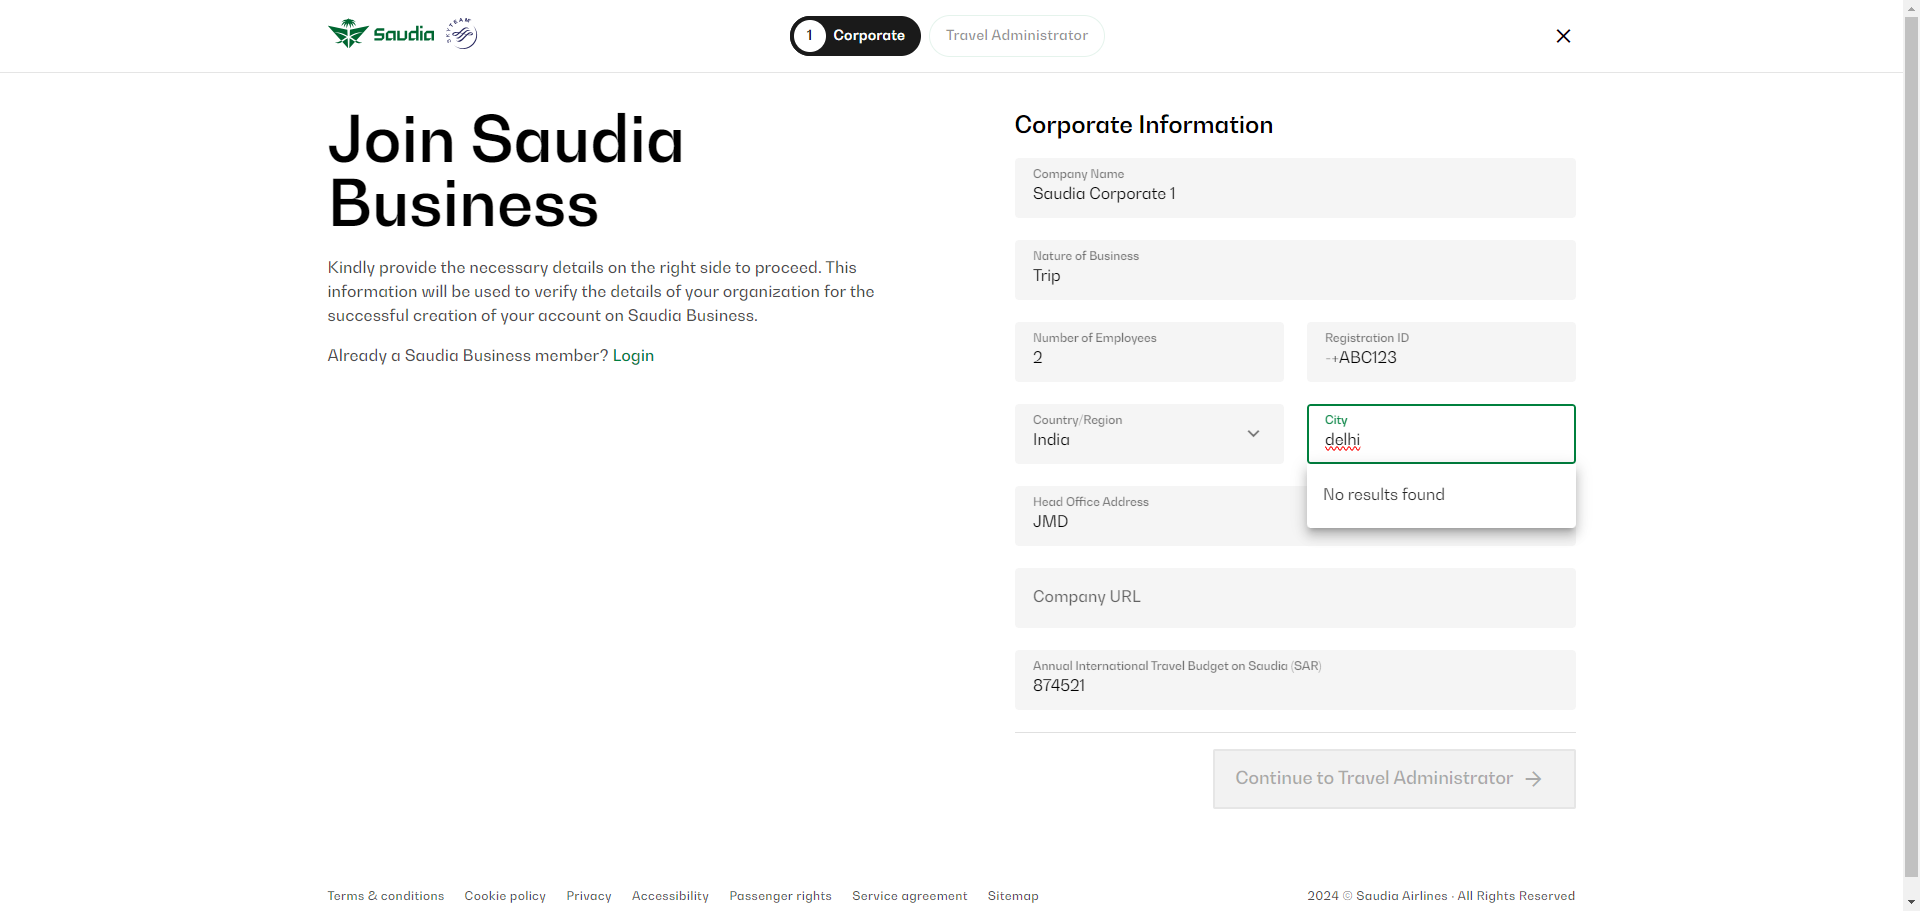 Saudia
SKYTEAM
1 Corporate
Travel Administrator
Join Saudia
Business
Kindly provide the necessary details on the right side to proceed. This
information will be used to verify the details of your organization for the
successful creation of your account on Saudia Business.
Already a Saudia Business member? Login
Corporate Information
Company Name
Saudia Corporate 1
Nature of Business
Trip
Number of Employees
2
Registration ID
-+ABC123
Country/Region
India
City
delhi
No results found
Head Office Address
JMD
Company URL
Annual International Travel Budget on Saudia (SAR)
874521
Continue to Travel Administrator
Terms & conditions Cookie policy Privacy Accessibility Passenger rights Service agreement Sitemap
2024 © Saudia Airlines · All Rights Reserved